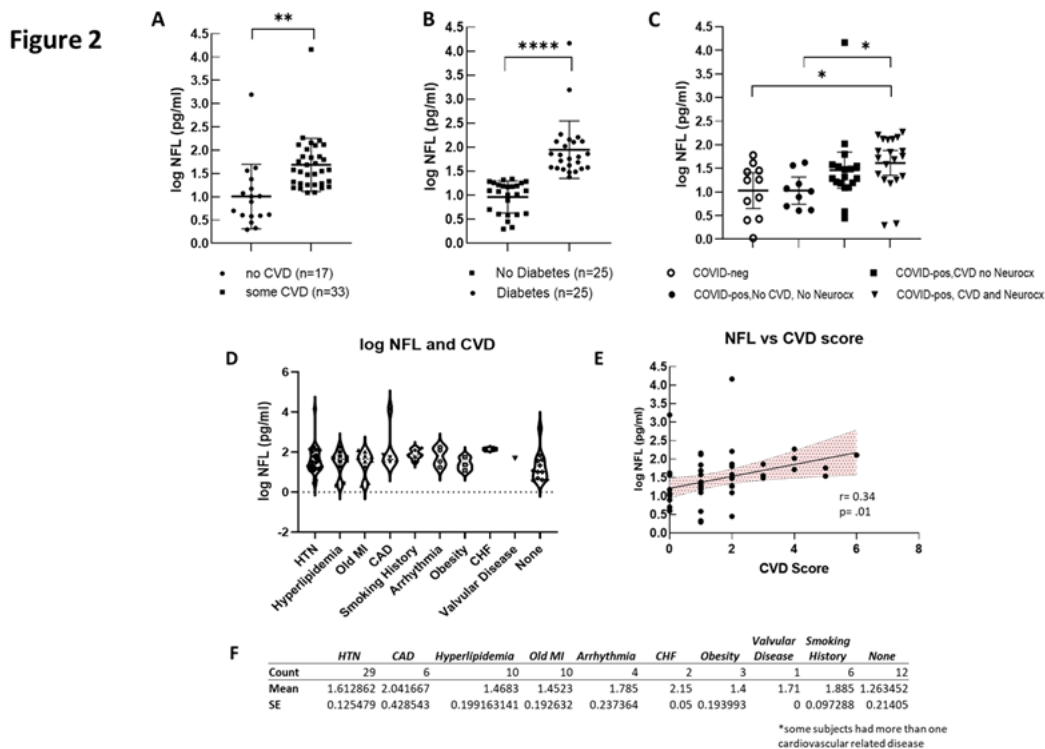 Figure 2
A
**
log NFL (pg/ml)
4.5
4.0
3.5
3.0
2.5
2.0
1.5
1.0
0.5
0.0
no CVD (n=17)
some CVD (n=33)
B
****
log NFL (pg/ml)
4.5
4.0
3.5
3.0
2.5
2.0
1.5
1.0
0.5
0.0
No Diabetes (n=25)
Diabetes (n=25)
C
*
*
log NFL (pg/ml)
4.5
4.0
3.5
3.0
2.5
2.0
1.5
1.0
0.5
0.0
COVID-neg
COVID-pos,No CVD, No Neurocx
COVID-pos,CVD no Neurocx
COVID-pos, CVD and Neurocx
D
log NFL and CVD
log NFL (pg/ml)
6
4
2
0
-2
HTN
Hyperlipidemia
Old MI
CAD
Smoking History
Arrhythmia
Obesity
CHF
Valvular Disease
None
E
NFL vs CVD score
log NFL (pg/ml)
4.5
4.0
3.5
3.0
2.5
2.0
1.5
1.0
0.5
0.0
r= 0.34
p= .01
0 2 4 6 8
CVD Score
F
HTN CAD Hyperlipidemia Old MI Arrhythmia CHF Obesity Valvular Disease Smoking History None
Count 29 6 10 10 4 2 3 1 6 12
Mean 1.612862 2.041667 1.4683 1.4523 1.785 2.15 1.4 1.71 1.885 1.263452
SE 0.125479 0.428543 0.199163141 0.192632 0.237364 0.05 0.193993 0 0.097288 0.21405
*some subjects had more than one
cardiovascular related disease